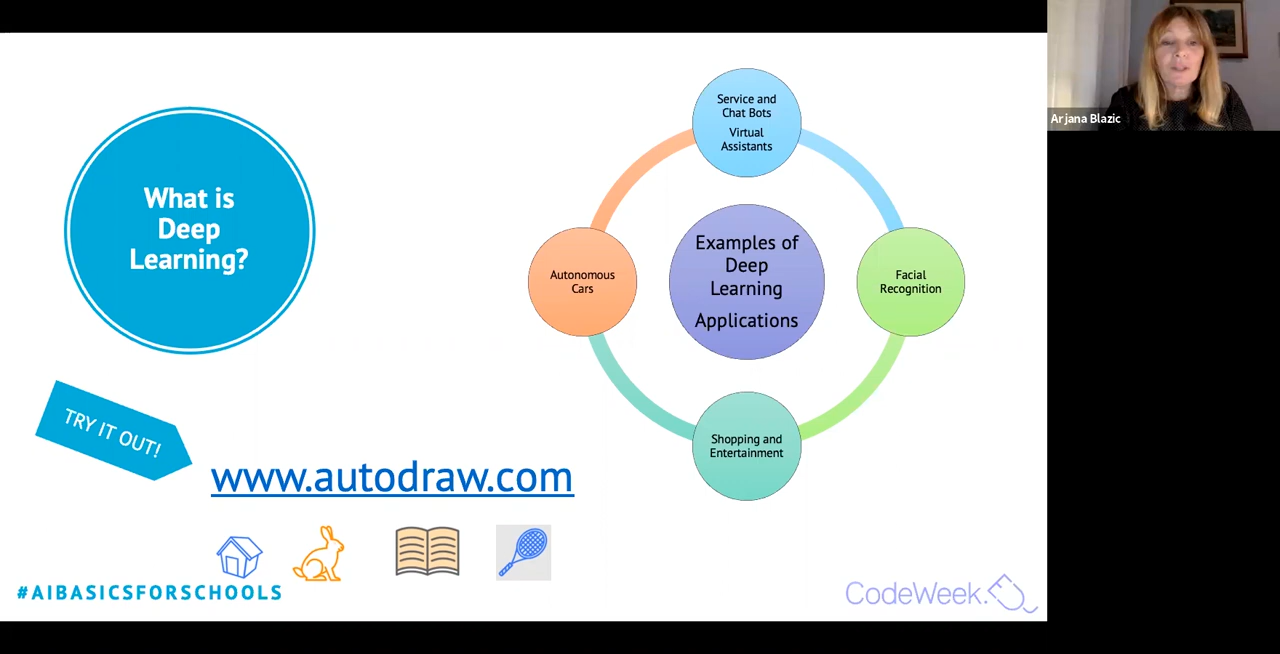 What is
Deep
Learning?
TRY IT OUT!
www.autodraw.com
#AIBASICSFORSCHOOLS
Service and
Chat Bots
Virtual
Assistants
Autonomous
Cars
Examples of
Deep
Learning
Applications
Facial
Recognition
Shopping and
Entertainment
CodeWeek.
Arjana Blazic